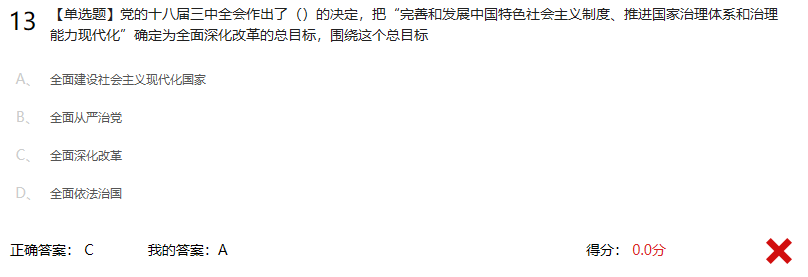 13 【单选题】党的十八届三中全会作出了（）的决定，把“完善和发展中国特色社会主义制度、推进国家治理体系和治理
能力现代化”确定为全面深化改革的总目标，围绕这个总目标
A、 全面建设社会主义现代化国家
B、 全面从严治党
C、 全面深化改革
D、 全面依法治国
正确答案： C 我的答案：A 得分： 0.0分